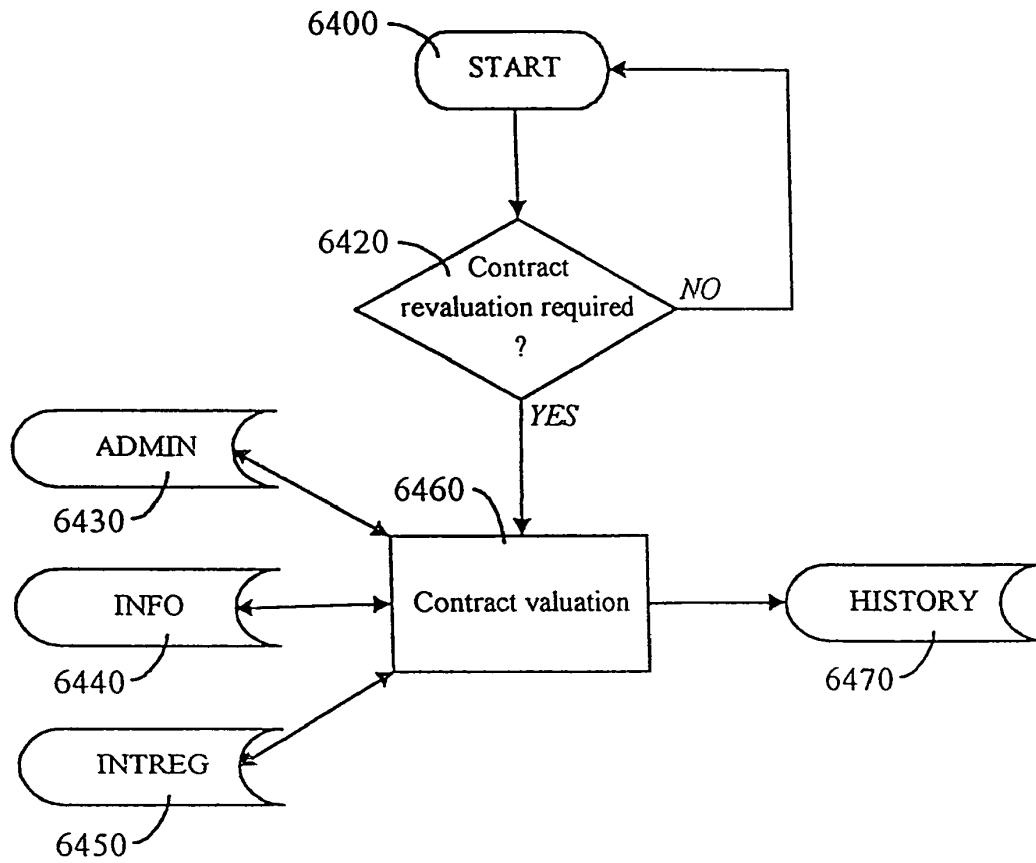 6400
START
6420
Contract
revaluation required
?
NO
YES
ADMIN
6430
6460
INFO
Contract valuation
HISTORY
6440
6470
INTREG
6450